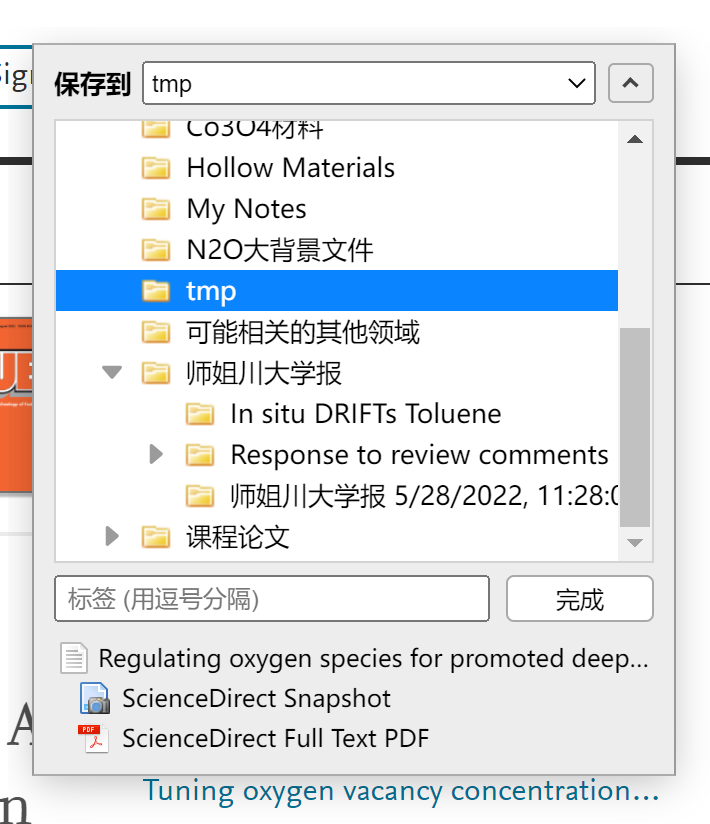 保存到 tmp
Co3O4材料
Hollow Materials
My Notes
N2O大背景文件
tmp
可能相关的其他领域
师姐川大学报
In situ DRIFTs Toluene
Response to review comments
师姐川大学报 5/28/2022, 11:28:0
课程论文
标签 (用逗号分隔) 完成
Regulating oxygen species for promoted deep...
ScienceDirect Snapshot
PDF ScienceDirect Full Text PDF
Tuning oxygen vacancy concentration...